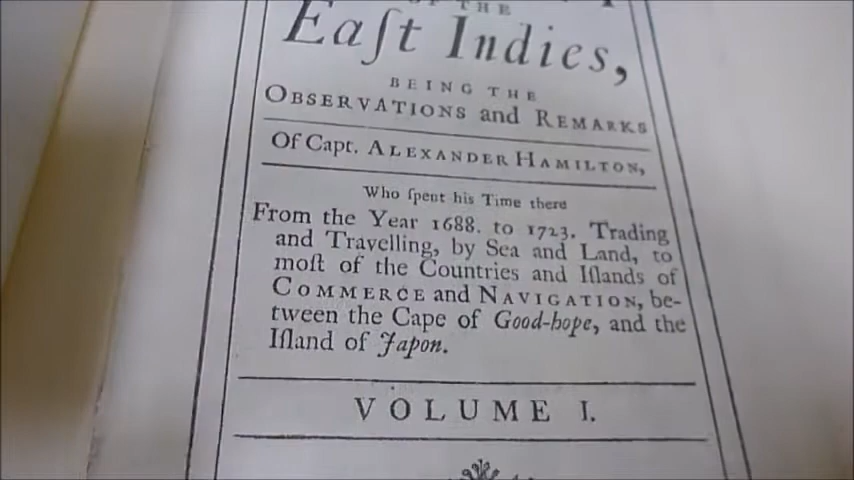 OF THE
Eaſt Indies,
BEING THE
OBSERVATIONS and REMARKS
Of Capt. ALEXANDER HAMILTON,
Who ſpent his Time there
From the Year 1688. to 1723. Trading
and Travelling, by Sea and Land, to
moſt of the Countries and Iſlands of
COMMERCE and NAVIGATION, be-
tween the Cape of Good-hope, and the
Iſland of Japon.
VOLUME I.